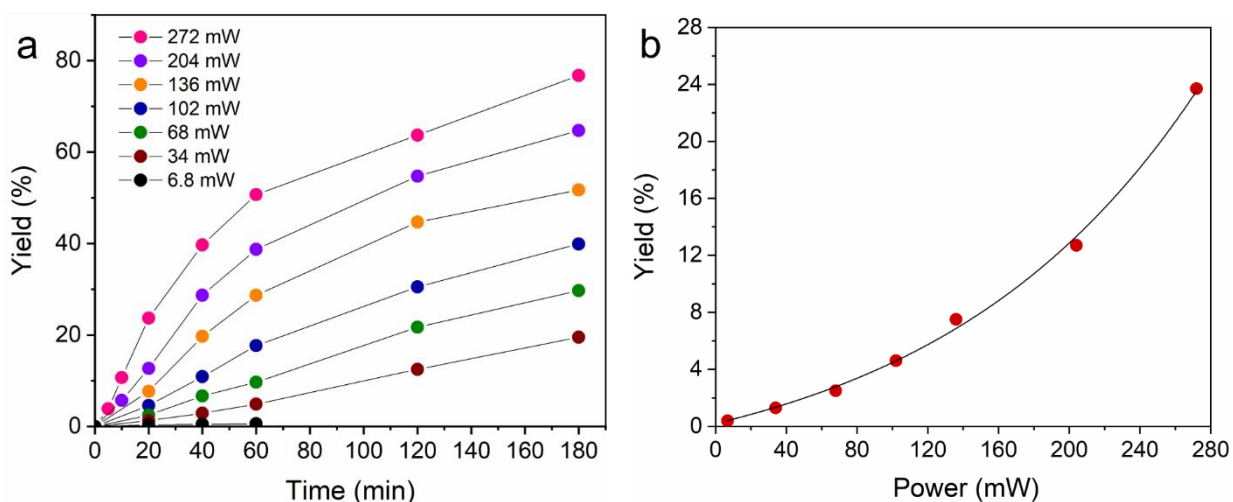 a
272 mW
204 mW
136 mW
102 mW
68 mW
34 mW
6.8 mW
80
60
40
20
0
Yield (%)
0 20 40 60 80 100 120 140 160 180
Time (min)
b
28
24
20
16
12
8
4
0
Yield (%)
0 40 80 120 160 200 240 280
Power (mW)